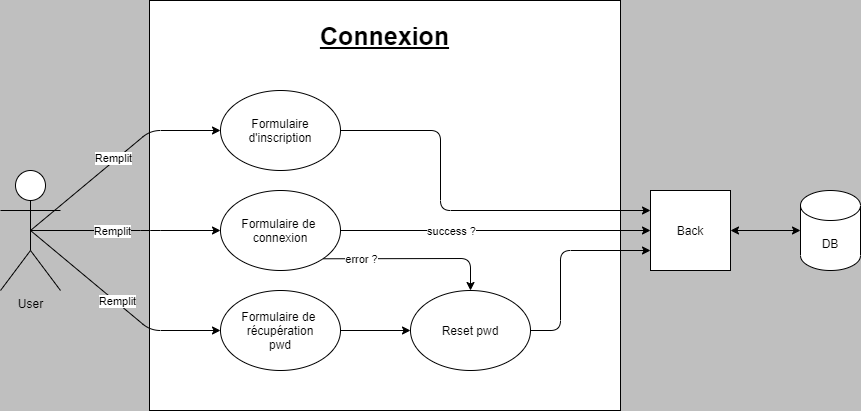 Connexion
Formulaire
d'inscription
Remplit
Formulaire de
connexion
Remplit
success ?
Back
DB
error ?
User
Remplit
Formulaire de
récupération
pwd
Reset pwd